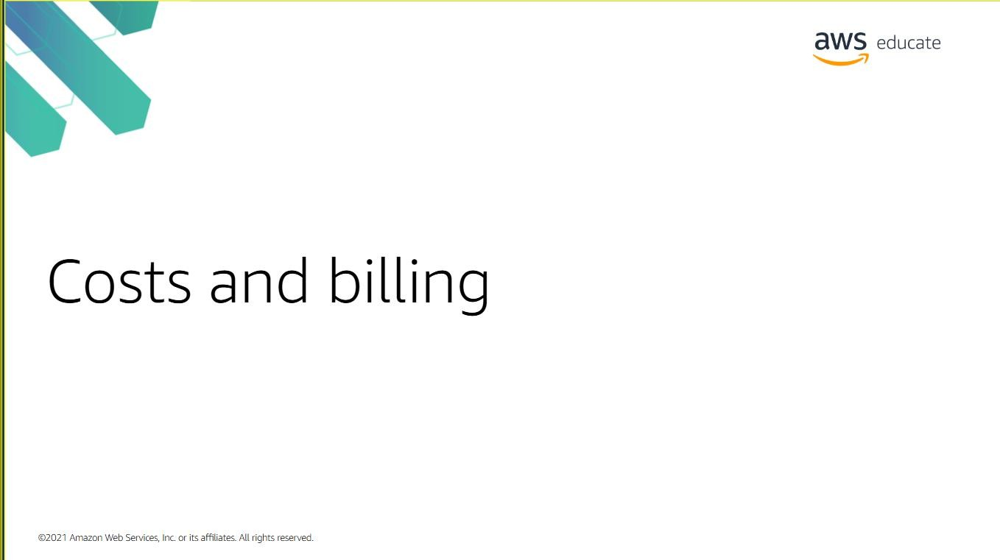 aws educate
Costs and billing
©2021 Amazon Web Services, Inc. or its affiliates. All rights reserved.